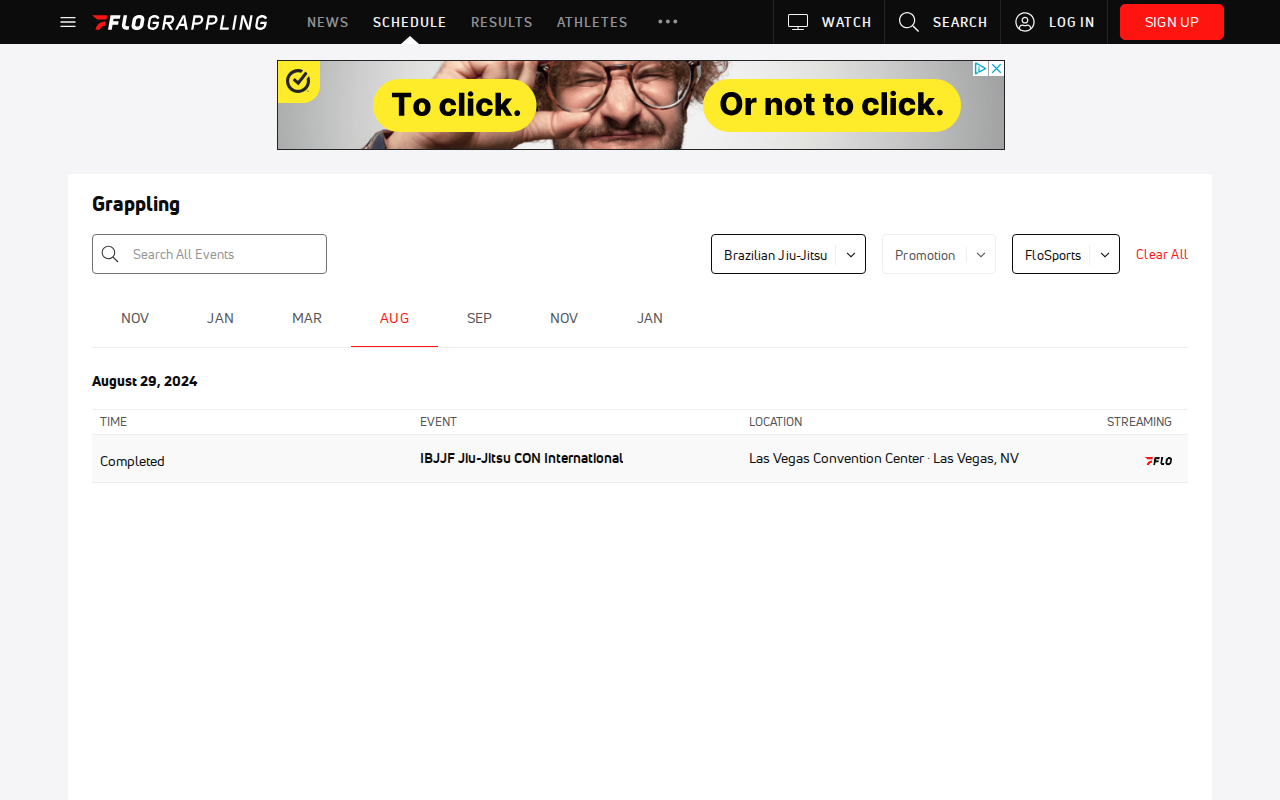 FLOGRAPPLING NEWS SCHEDULE RESULTS ATHLETES WATCH SEARCH LOG IN SIGN UP
To click. Or not to click.
Grappling
Search All Events Brazilian Jiu-Jitsu Promotion FloSports Clear All
NOV JAN MAR AUG SEP NOV JAN
August 29, 2024
TIME EVENT LOCATION STREAMING
Completed IBJJF Jiu-Jitsu CON International Las Vegas Convention Center · Las Vegas, NV FLO